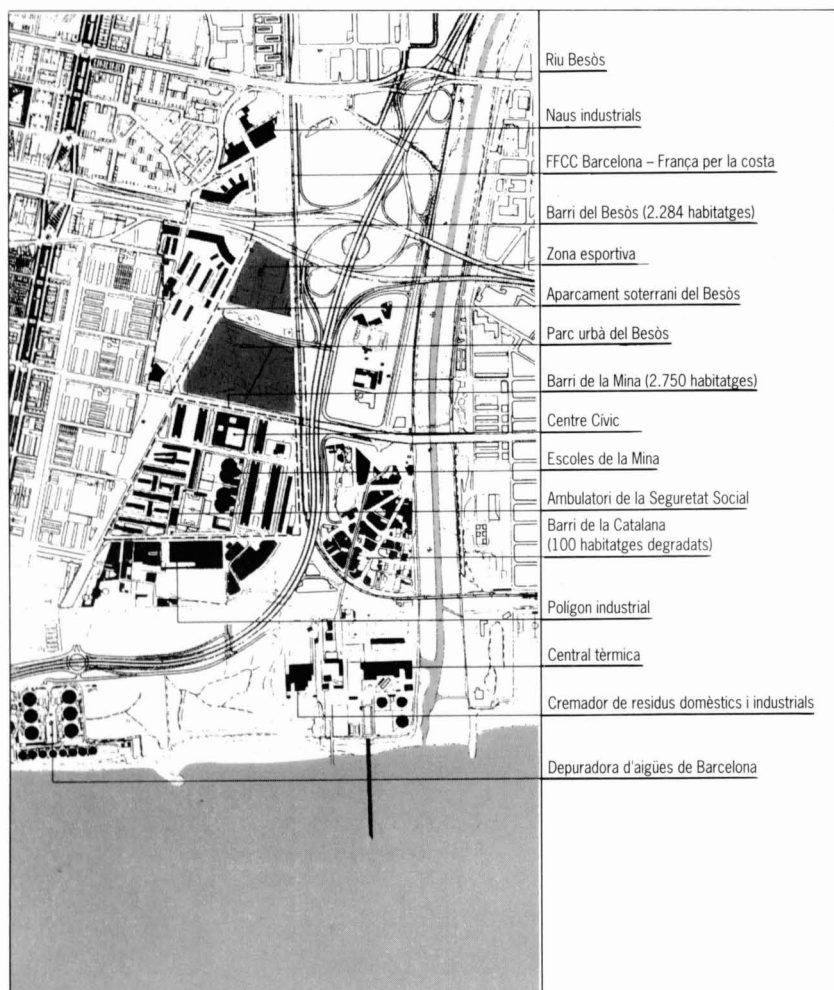 Riu Besòs
Naus industrials
FFCC Barcelona – França per la costa
Barri del Besòs (2.284 habitatges)
Zona esportiva
Aparcament soterrani del Besòs
Parc urbà del Besòs
Barri de la Mina (2.750 habitatges)
Centre Cívic
Escoles de la Mina
Ambulatori de la Seguretat Social
Barri de la Catalana
(100 habitatges degradats)
Polígon industrial
Central tèrmica
Cremador de residus domèstics i industrials
Depuradora d'aigües de Barcelona